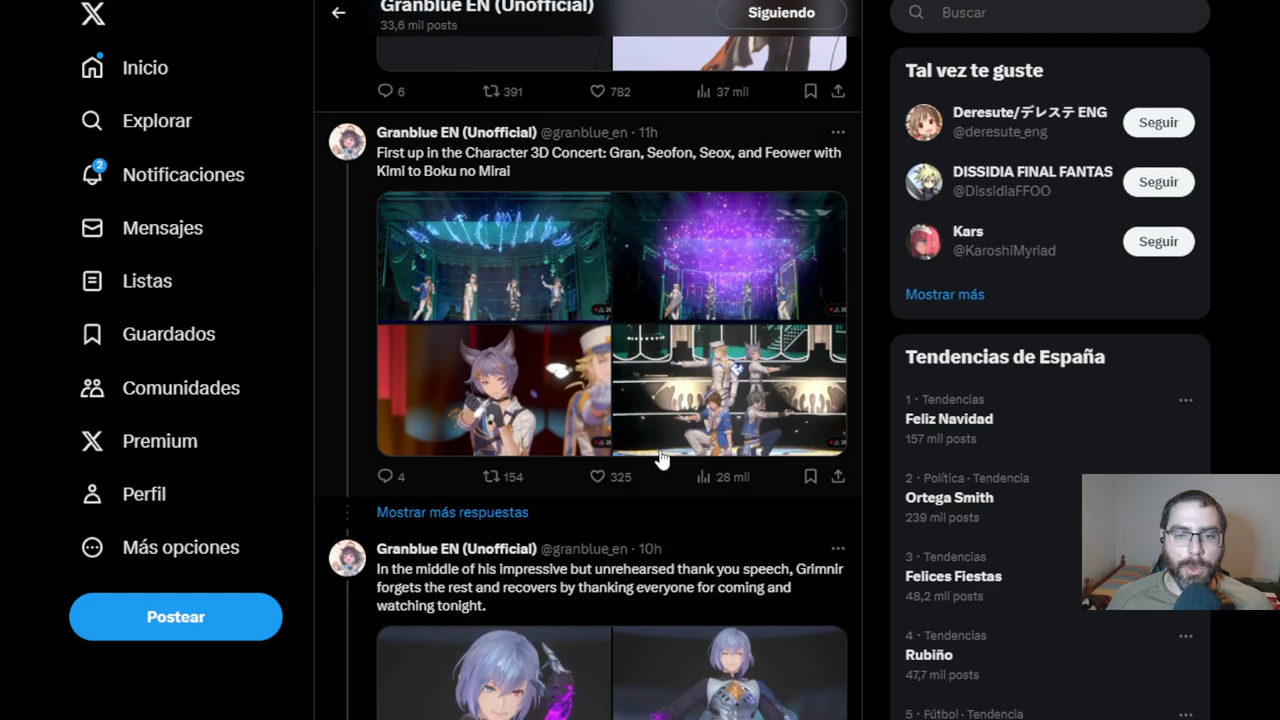 Inicio
Explorar
2
Notificaciones
Mensajes
Listas
Guardados
Comunidades
Premium
Perfil
Más opciones
Postear
Granblue EN (Unofficial)
33,6 mil posts
Siguiendo
6
391
782
37 mil
Granblue EN (Unofficial) @granblue_en · 11h
First up in the Character 3D Concert: Gran, Seofon, Seox, and Feower with
Kimi to Boku no Mirai
4
154
325
28 mil
Mostrar más respuestas
Granblue EN (Unofficial) @granblue_en · 10h
In the middle of his impressive but unrehearsed thank you speech, Grimnir
forgets the rest and recovers by thanking everyone for coming and
watching tonight.
Buscar
Tal vez te guste
Deresute/デレステ ENG
@deresute_eng
Seguir
DISSIDIA FINAL FANTAS
@DissidiaFFOO
Seguir
Kars
@KaroshiMyriad
Seguir
Mostrar más
Tendencias de España
1 · Tendencias
Feliz Navidad
157 mil posts
2 · Política · Tendencia
Ortega Smith
239 mil posts
3 · Tendencias
Felices Fiestas
48,2 mil posts
4 · Tendencias
Rubiño
47,7 mil posts
5 · Fútbol · Tendencia